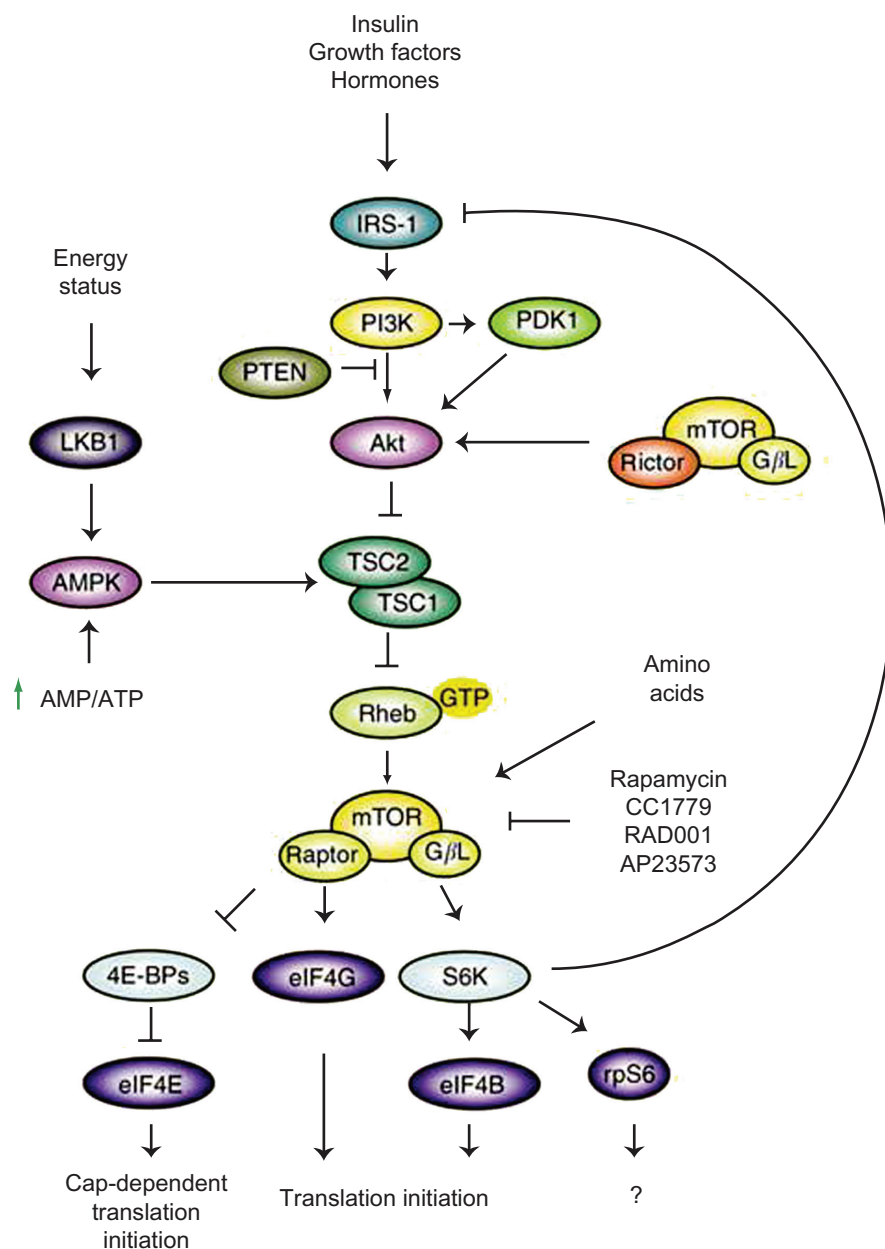 Insulin
Growth factors
Hormones
IRS-1
Energy
status
PI3K
PDK1
PTEN
LKB1
Akt
mTOR
Rictor
GβL
TSC2
AMPK
TSC1
Amino
acids
AMP/ATP
GTP
Rheb
Rapamycin
CC1779
RAD001
AP23573
mTOR
Raptor
GβL
4E-BPs
eIF4G
S6K
eIF4E
eIF4B
rpS6
Cap-dependent
translation
initiation
Translation initiation
?